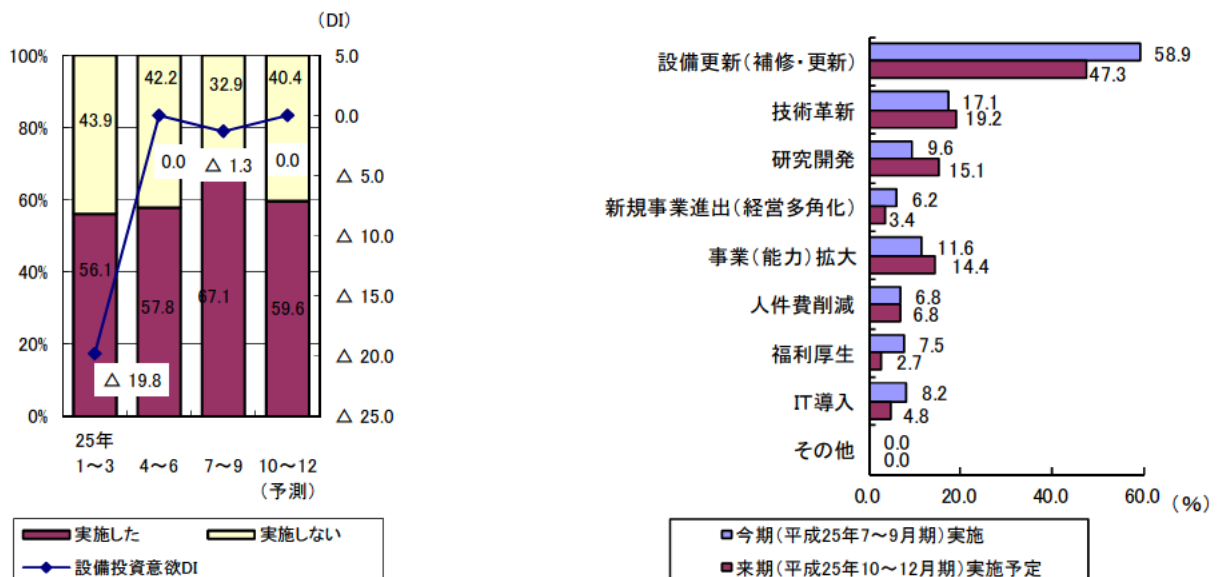 (DI)
100%
80%
60%
40%
20%
0%
43.9
42.2
32.9
40.4
56.1
57.8
67.1
59.6
△ 19.8
0.0
△ 1.3
0.0
5.0
0.0
△ 5.0
△ 10.0
△ 15.0
△ 20.0
△ 25.0
25年
1～3 4～6 7～9 10～12
(予測)
実施した 実施しない
設備投資意欲DI
設備更新(補修・更新) 58.9
47.3
技術革新 17.1
19.2
研究開発 9.6
15.1
新規事業進出(経営多角化) 6.2
3.4
事業(能力)拡大 11.6
14.4
人件費削減 6.8
6.8
福利厚生 7.5
2.7
IT導入 8.2
4.8
その他 0.0
0.0
0.0 20.0 40.0 60.0 (%)
今期(平成25年7～9月期)実施
来期(平成25年10～12月期)実施予定